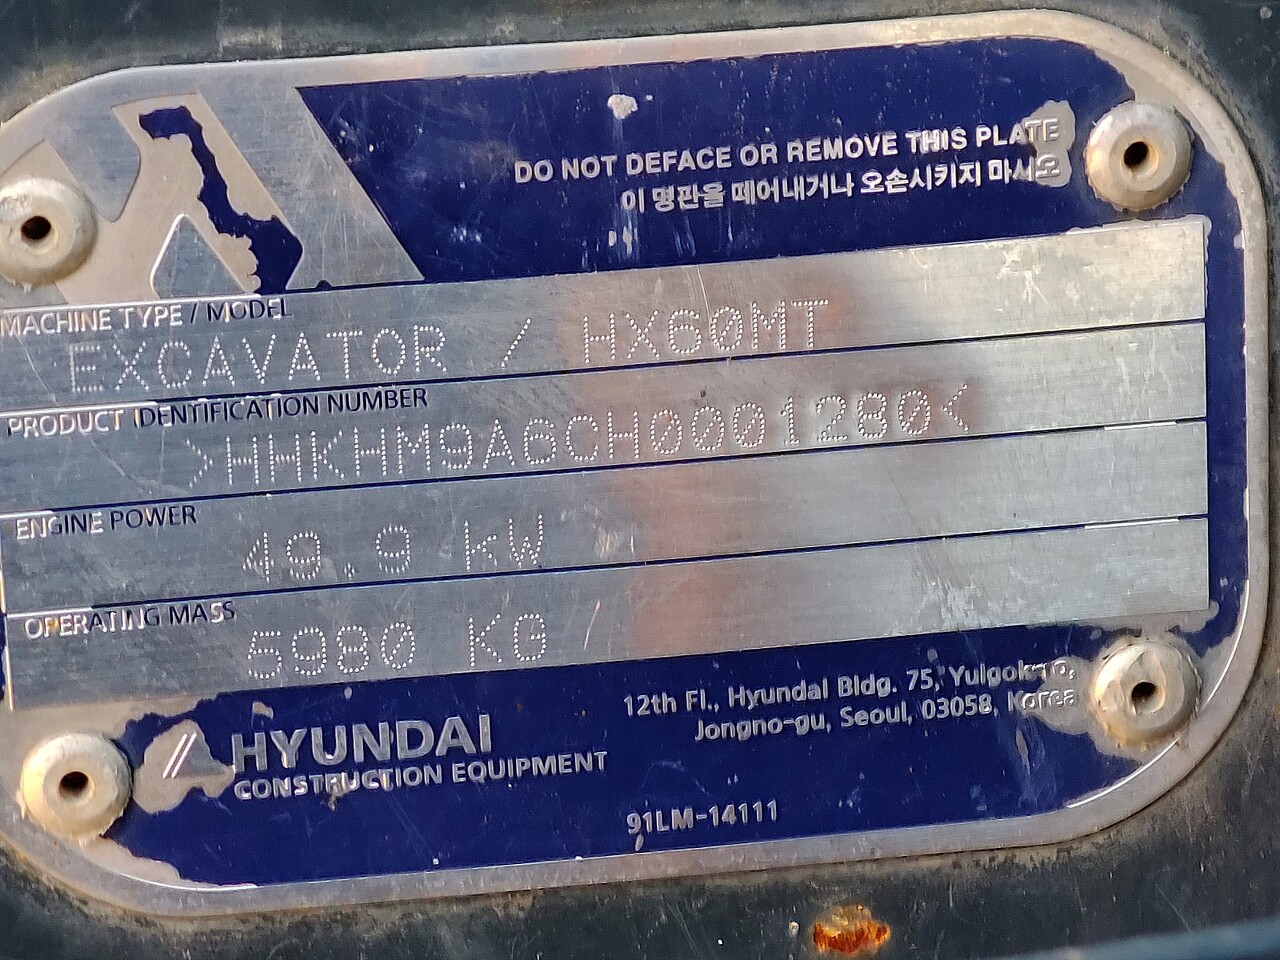 DO NOT DEFACE OR REMOVE THIS PLATE
이 명판을 떼어내거나 오손시키지 마시오
MACHINE TYPE / MODEL
EXCAVATOR / HX60MT
PRODUCT IDENTIFICATION NUMBER
>HHKHM9A6CH0001280<
ENGINE POWER
49.9 kW
OPERATING MASS
5980 KG
HYUNDAI
CONSTRUCTION EQUIPMENT
12th Fl., Hyundai Bldg. 75, Yulgok-ro,
Jongno-gu, Seoul, 03058, Korea
91LM-14111